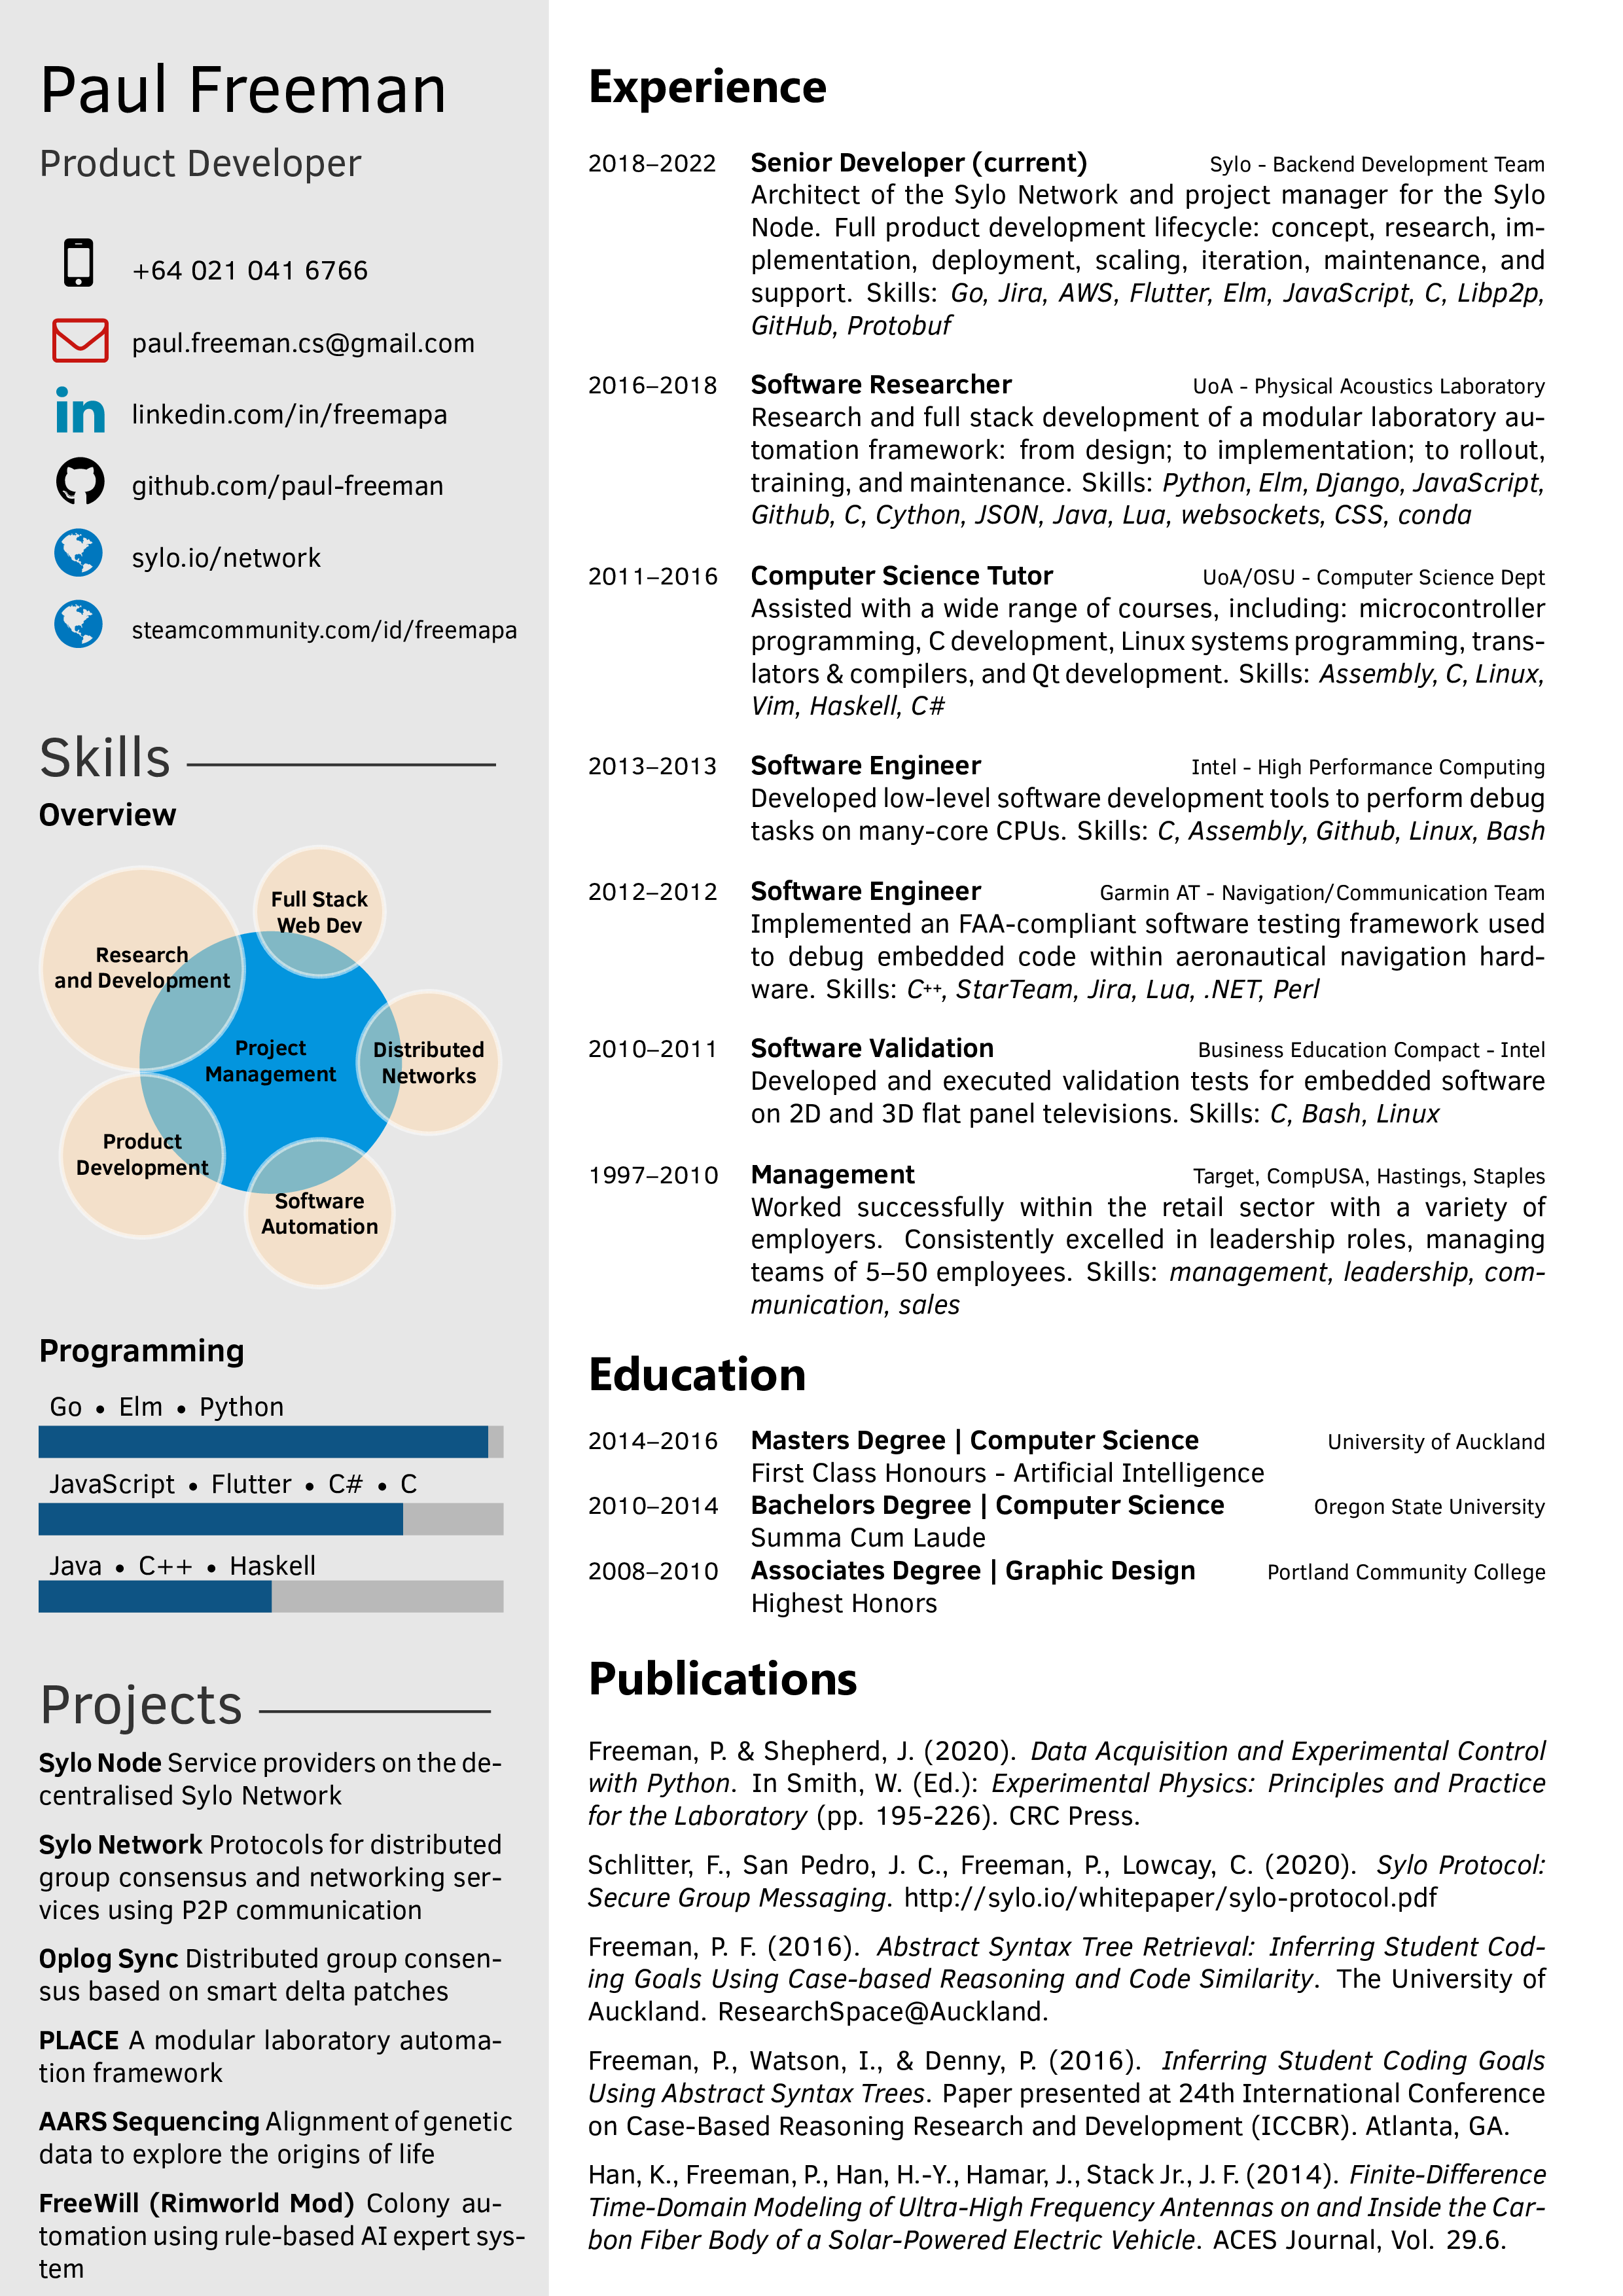 Paul Freeman
Product Developer
+64 021 041 6766
paul.freeman.cs@gmail.com
linkedin.com/in/freemapa
github.com/paul-freeman
sylo.io/network
steamcommunity.com/id/freemapa
Skills
Overview
Full Stack
Web Dev
Research
and Development
Project
Management
Distributed
Networks
Product
Development
Software
Automation
Programming
Go • Elm • Python
JavaScript • Flutter • C# • C
Java • C++ • Haskell
Projects
Sylo Node Service providers on the de-
centralised Sylo Network
Sylo Network Protocols for distributed
group consensus and networking ser-
vices using P2P communication
Oplog Sync Distributed group consen-
sus based on smart delta patches
PLACE A modular laboratory automa-
tion framework
AARS Sequencing Alignment of genetic
data to explore the origins of life
FreeWill (Rimworld Mod) Colony au-
tomation using rule-based AI expert sys-
tem
Experience
2018–2022 Senior Developer (current) Sylo - Backend Development Team
Architect of the Sylo Network and project manager for the Sylo
Node. Full product development lifecycle: concept, research, im-
plementation, deployment, scaling, iteration, maintenance, and
support. Skills: Go, Jira, AWS, Flutter, Elm, JavaScript, C, Libp2p,
GitHub, Protobuf
2016–2018 Software Researcher UoA - Physical Acoustics Laboratory
Research and full stack development of a modular laboratory au-
tomation framework: from design; to implementation; to rollout,
training, and maintenance. Skills: Python, Elm, Django, JavaScript,
Github, C, Cython, JSON, Java, Lua, websockets, CSS, conda
2011–2016 Computer Science Tutor UoA/OSU - Computer Science Dept
Assisted with a wide range of courses, including: microcontroller
programming, C development, Linux systems programming, trans-
lators & compilers, and Qt development. Skills: Assembly, C, Linux,
Vim, Haskell, C#
2013–2013 Software Engineer Intel - High Performance Computing
Developed low-level software development tools to perform debug
tasks on many-core CPUs. Skills: C, Assembly, Github, Linux, Bash
2012–2012 Software Engineer Garmin AT - Navigation/Communication Team
Implemented an FAA-compliant software testing framework used
to debug embedded code within aeronautical navigation hard-
ware. Skills: C++, StarTeam, Jira, Lua, .NET, Perl
2010–2011 Software Validation Business Education Compact - Intel
Developed and executed validation tests for embedded software
on 2D and 3D flat panel televisions. Skills: C, Bash, Linux
1997–2010 Management Target, CompUSA, Hastings, Staples
Worked successfully within the retail sector with a variety of
employers. Consistently excelled in leadership roles, managing
teams of 5–50 employees. Skills: management, leadership, com-
munication, sales
Education
2014–2016 Masters Degree | Computer Science University of Auckland
First Class Honours - Artificial Intelligence
2010–2014 Bachelors Degree | Computer Science Oregon State University
Summa Cum Laude
2008–2010 Associates Degree | Graphic Design Portland Community College
Highest Honors
Publications
Freeman, P. & Shepherd, J. (2020). Data Acquisition and Experimental Control
with Python. In Smith, W. (Ed.): Experimental Physics: Principles and Practice
for the Laboratory (pp. 195-226). CRC Press.
Schlitter, F., San Pedro, J. C., Freeman, P., Lowcay, C. (2020). Sylo Protocol:
Secure Group Messaging. http://sylo.io/whitepaper/sylo-protocol.pdf
Freeman, P. F. (2016). Abstract Syntax Tree Retrieval: Inferring Student Cod-
ing Goals Using Case-based Reasoning and Code Similarity. The University of
Auckland. ResearchSpace@Auckland.
Freeman, P., Watson, I., & Denny, P. (2016). Inferring Student Coding Goals
Using Abstract Syntax Trees. Paper presented at 24th International Conference
on Case-Based Reasoning Research and Development (ICCBR). Atlanta, GA.
Han, K., Freeman, P., Han, H.-Y., Hamar, J., Stack Jr., J. F. (2014). Finite-Difference
Time-Domain Modeling of Ultra-High Frequency Antennas on and Inside the Car-
bon Fiber Body of a Solar-Powered Electric Vehicle. ACES Journal, Vol. 29.6.